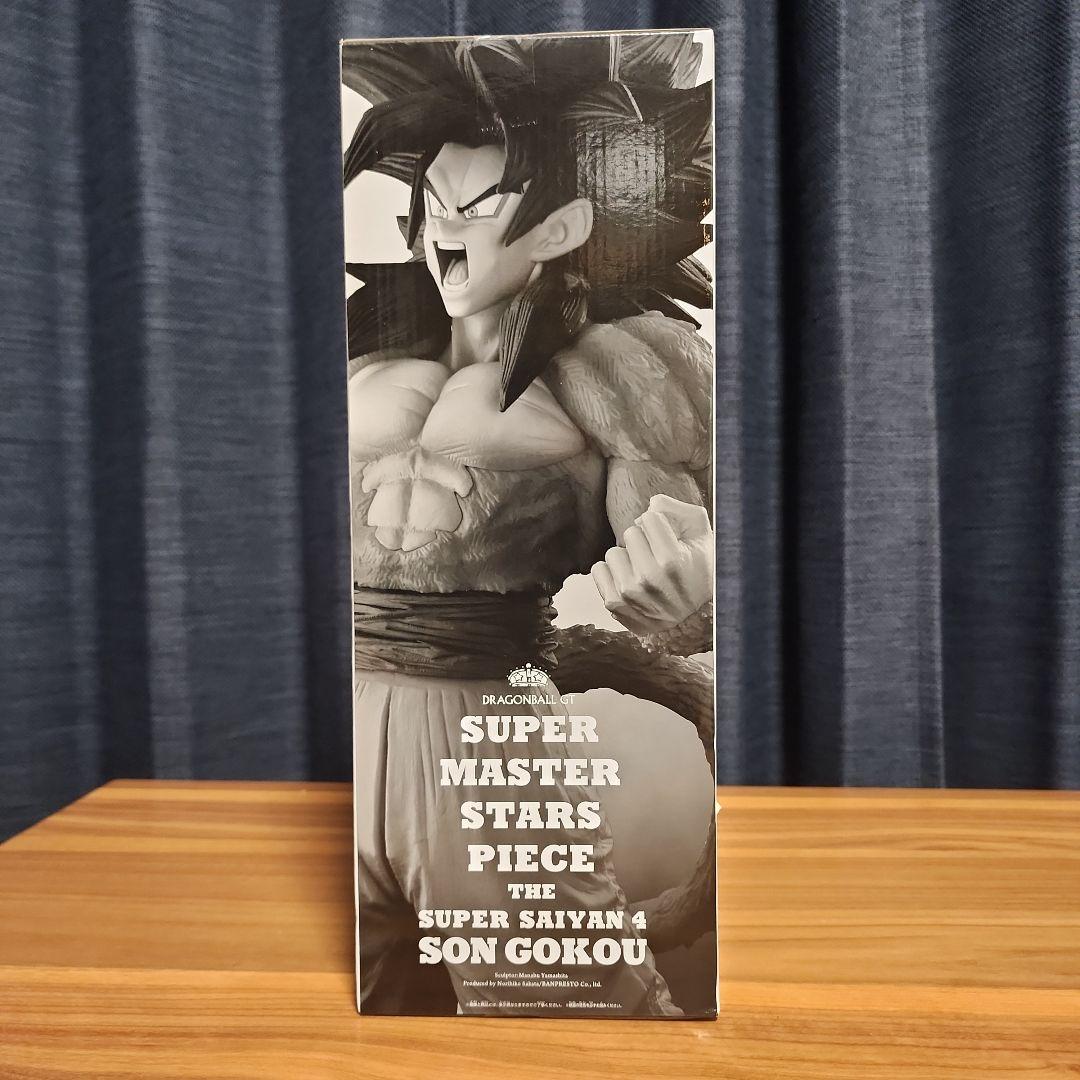 DRAGONBALL GT
SUPER
MASTER
STARS
PIECE
THE
SUPER SAIYAN 4
SON GOKOU
Sculptor: Manabu Yamashita
Produced by Norihiko Sakata/BANPRESTO Co., ltd.